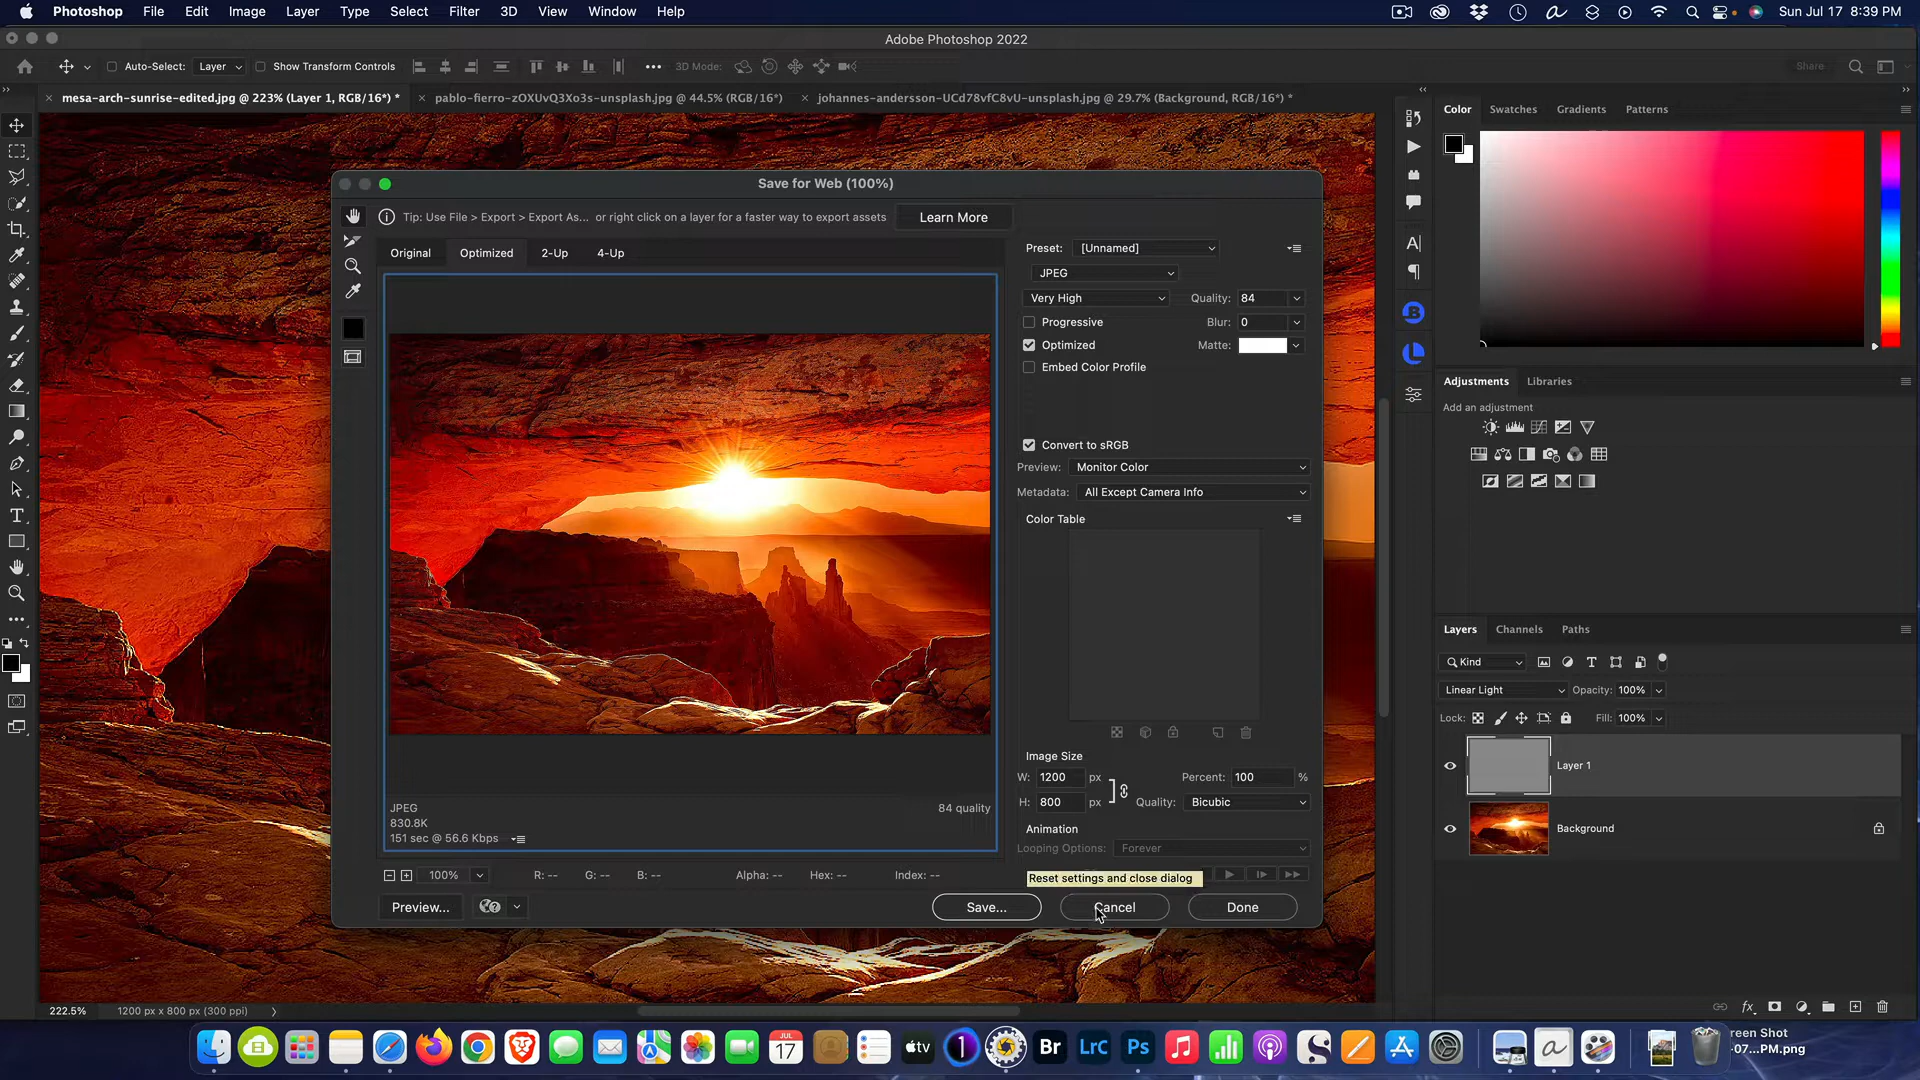 Photoshop File Edit Image Layer Type Select Filter 3D View Window Help Sun Jul 17 8:39 PM
Adobe Photoshop 2022
Auto-Select: Layer Show Transform Controls 3D Mode: Share
mesa-arch-sunrise-edited.jpg @ 223% (Layer 1, RGB/16*) * pablo-fierro-zOXUvQ3Xo3s-unsplash.jpg @ 44.5% (RGB/16*) johannes-andersson-UCd78vfC8vU-unsplash.jpg @ 29.7% (Background, RGB/16*) *
Color Swatches Gradients Patterns
Save for Web (100%)
Tip: Use File > Export > Export As... or right click on a layer for a faster way to export assets Learn More
Original Optimized 2-Up 4-Up
Preset: [Unnamed]
JPEG
Very High Quality: 84
Progressive Blur: 0
Optimized Matte:
Embed Color Profile
Convert to sRGB
Preview: Monitor Color
Metadata: All Except Camera Info
Color Table
Image Size
W: 1200 px Percent: 100 %
H: 800 px Quality: Bicubic
Animation
Looping Options: Forever
Reset settings and close dialog
JPEG 84 quality
830.8K
151 sec @ 56.6 Kbps
100% R: -- G: -- B: -- Alpha: -- Hex: -- Index: --
Preview... Save... Cancel Done
Adjustments Libraries
Add an adjustment
Layers Channels Paths
Kind
Linear Light Opacity: 100%
Lock: Fill: 100%
Layer 1
Background
222.5% 1200 px x 800 px (300 ppi)
JUL
17
tv
1
Br
LrC
Ps
reen Shot
-07...PM.png